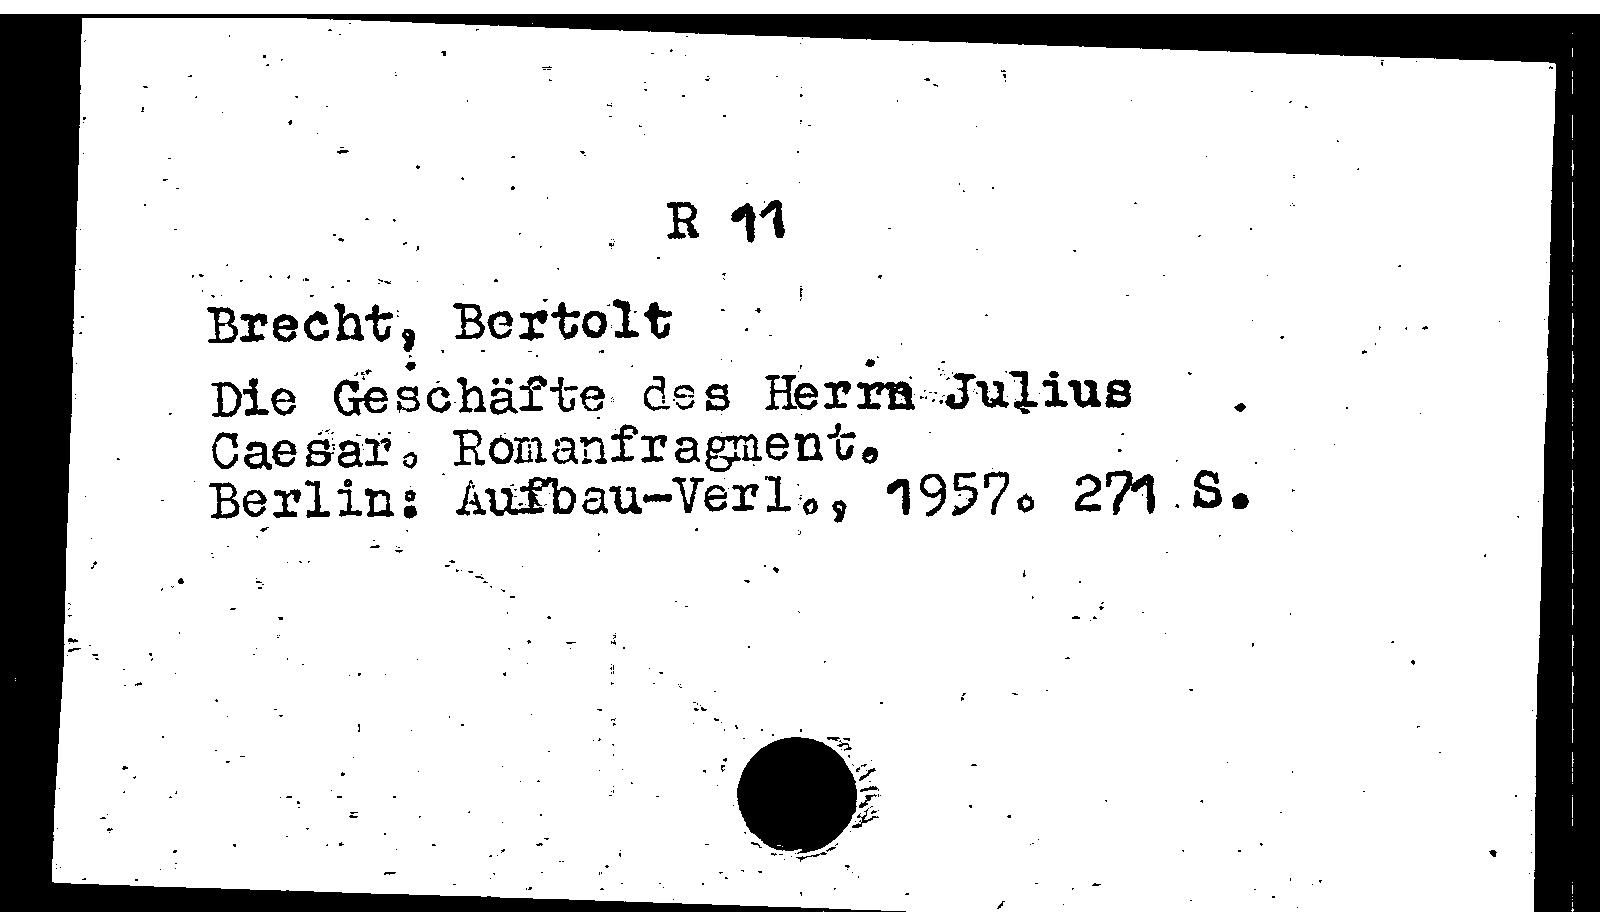 R 11
Brecht, Bertolt
Die Geschäfte des Herrn Julius
Caesar. Romanfragment.
Berlin: Aufbau-Verl., 1957. 271 S.